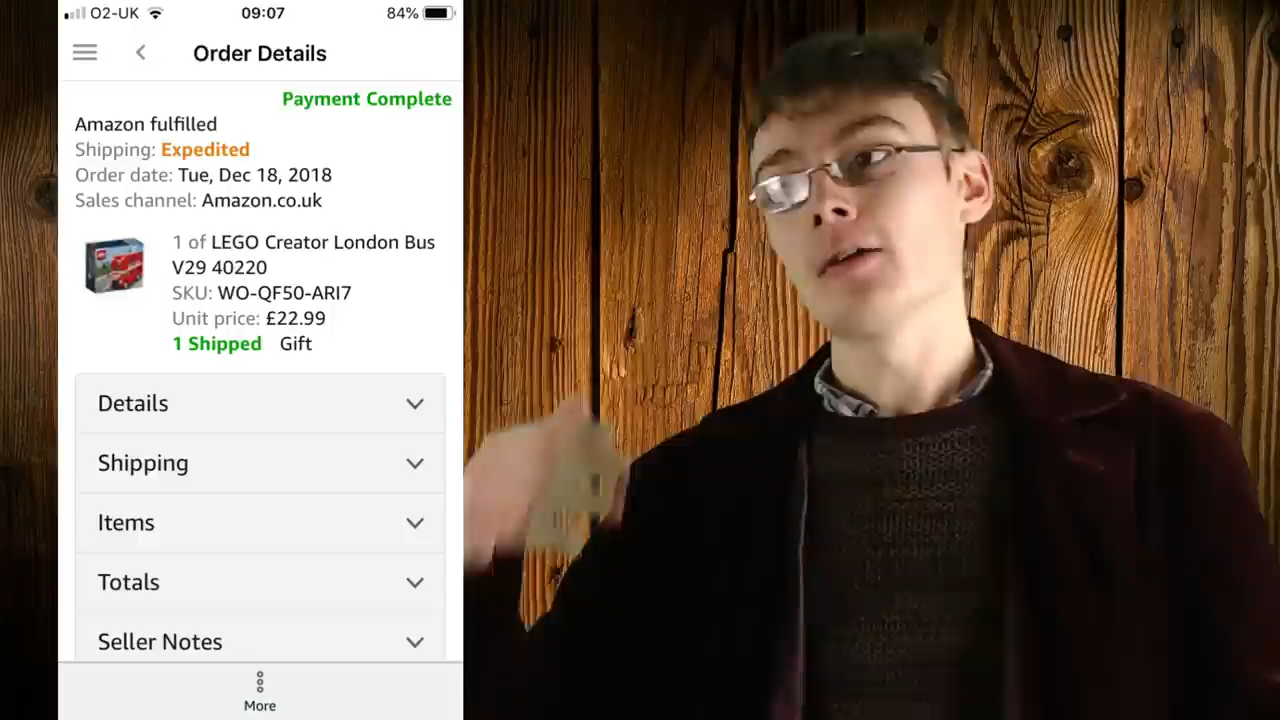 O2-UK 09:07 84%
Order Details
Payment Complete
Amazon fulfilled
Shipping: Expedited
Order date: Tue, Dec 18, 2018
Sales channel: Amazon.co.uk
1 of LEGO Creator London Bus
V29 40220
SKU: WO-QF50-ARI7
Unit price: £22.99
1 Shipped Gift
Details
Shipping
Items
Totals
Seller Notes
More